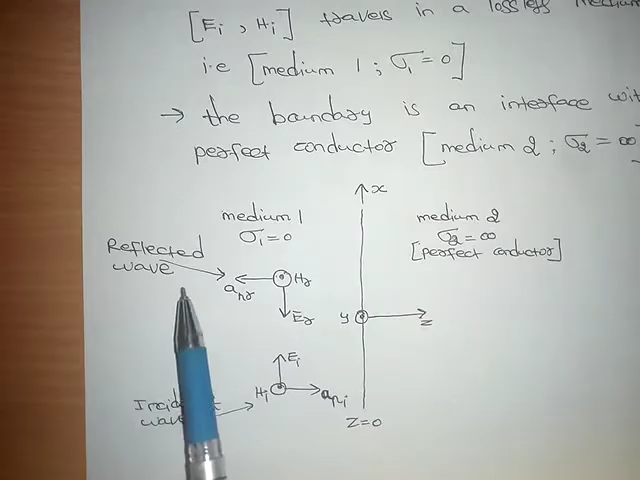 [Ei , Hi] travels in a lossless medium
i.e [medium 1 ; σ1 = 0]
→ the boundary is an interface with
perfect conductor [medium 2 ; σ2 = ∞
x
medium 1
σ1 = 0
medium 2
σ2 = ∞
[perfect conductor]
Reflected
wave
anr
Hr
Er
y
z
Ei
Hi
ani
Incident
wave
z=0